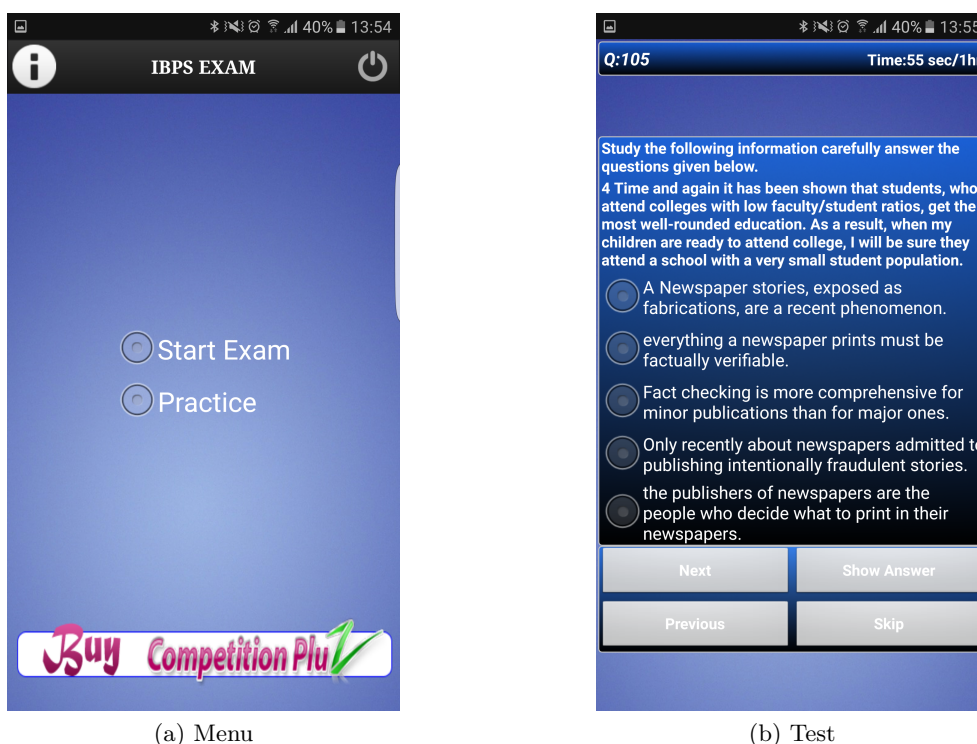 40% 13:54
IBPS EXAM
Start Exam
Practice
Buy Competition Plu
(a) Menu
40% 13:55
Q:105 Time:55 sec/1hr
Study the following information carefully answer the
questions given below.
4 Time and again it has been shown that students, who
attend colleges with low faculty/student ratios, get the
most well-rounded education. As a result, when my
children are ready to attend college, I will be sure they
attend a school with a very small student population.
A Newspaper stories, exposed as
fabrications, are a recent phenomenon.
everything a newspaper prints must be
factually verifiable.
Fact checking is more comprehensive for
minor publications than for major ones.
Only recently about newspapers admitted to
publishing intentionally fraudulent stories.
the publishers of newspapers are the
people who decide what to print in their
newspapers.
Next Show Answer
Previous Skip
(b) Test